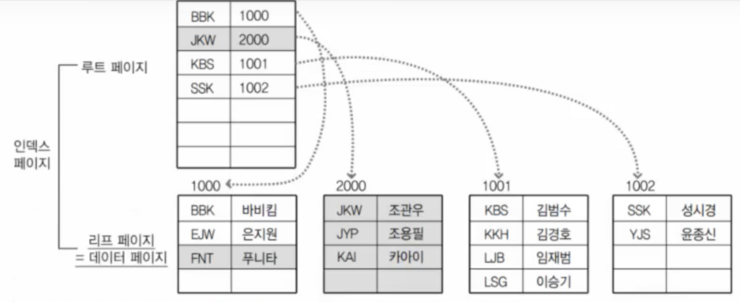 BBK 1000
JKW 2000
KBS 1001
SSK 1002
루트 페이지
인덱스
페이지
리프 페이지
= 데이터 페이지
1000
BBK 바비킴
EJW 은지원
FNT 푸니타
2000
JKW 조관우
JYP 조용필
KAI 카아이
1001
KBS 김범수
KKH 김경호
LJB 임재범
LSG 이승기
1002
SSK 성시경
YJS 윤종신